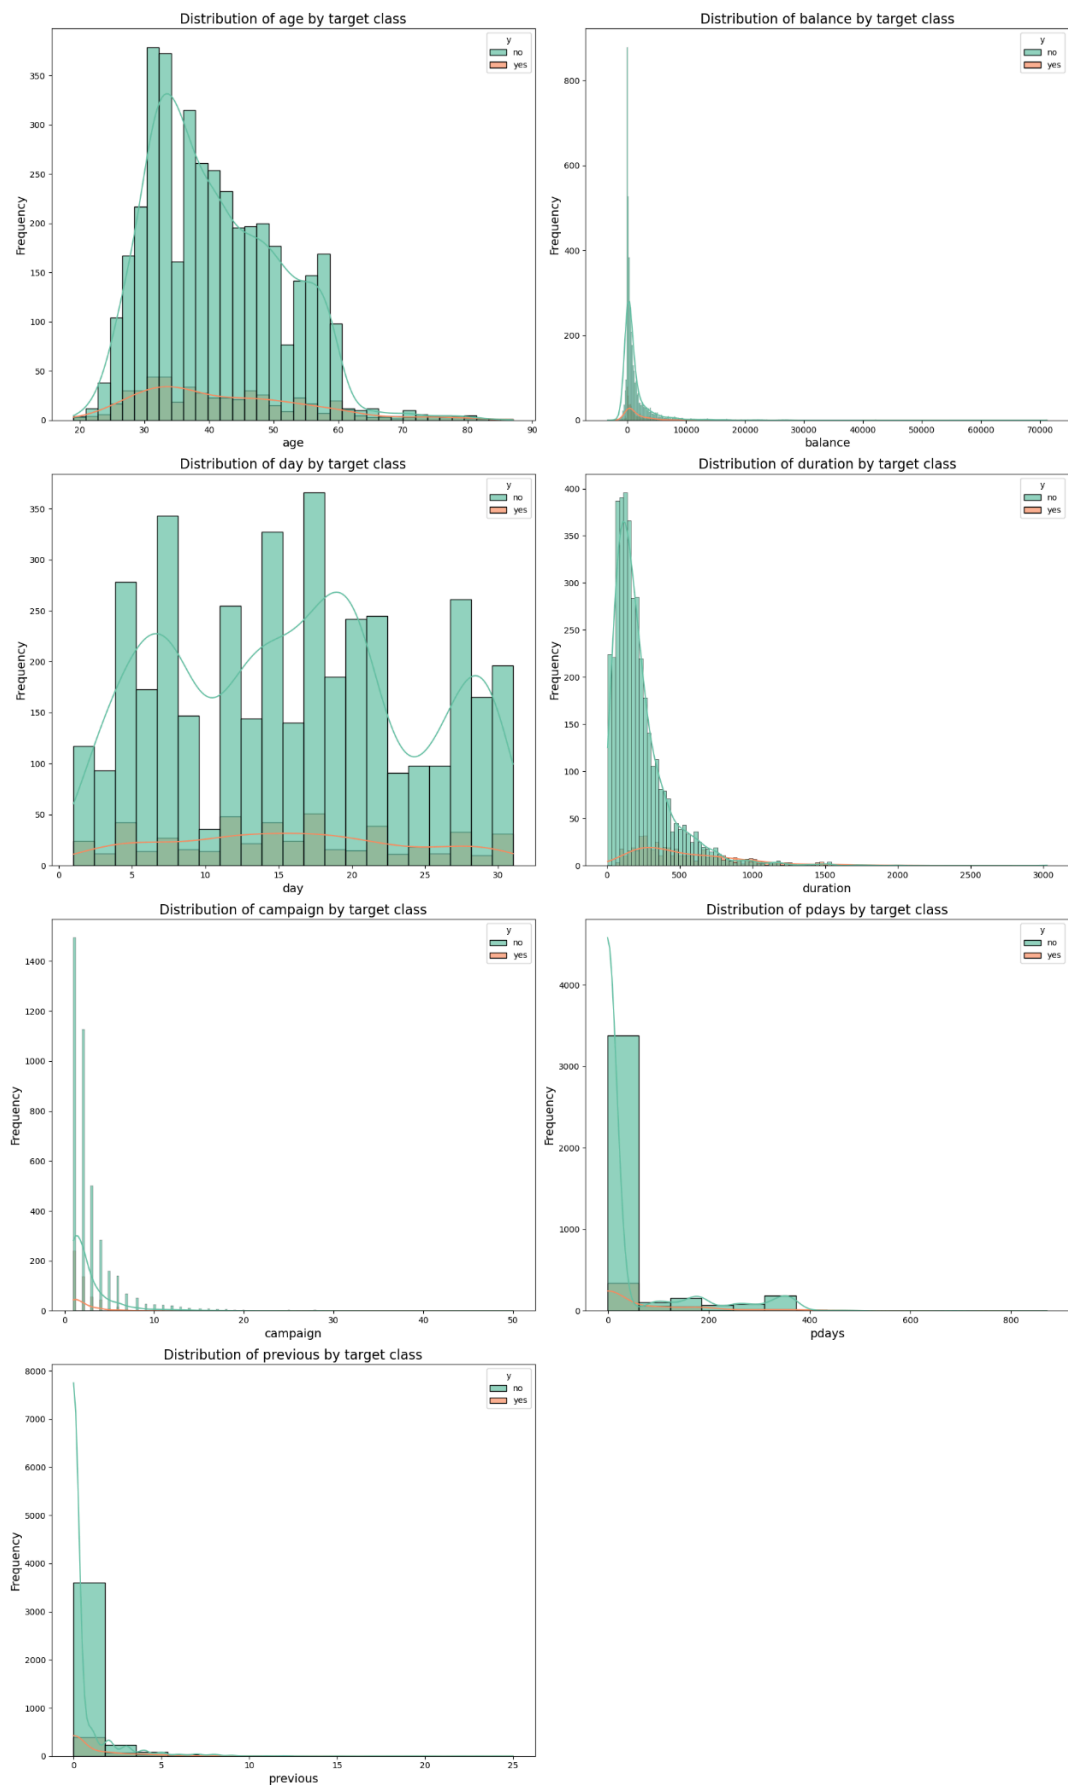 Distribution of age by target class
y
no
yes
Frequency
350
300
250
200
150
100
50
0
20 30 40 50 60 70 80 90
age
Distribution of balance by target class
y
no
yes
Frequency
800
600
400
200
0
0 10000 20000 30000 40000 50000 60000 70000
balance
Distribution of day by target class
y
no
yes
Frequency
350
300
250
200
150
100
50
0
0 5 10 15 20 25 30
day
Distribution of duration by target class
y
no
yes
Frequency
400
350
300
250
200
150
100
50
0
0 500 1000 1500 2000 2500 3000
duration
Distribution of campaign by target class
y
no
yes
Frequency
1400
1200
1000
800
600
400
200
0
0 10 20 30 40 50
campaign
Distribution of pdays by target class
y
no
yes
Frequency
4000
3000
2000
1000
0
0 200 400 600 800
pdays
Distribution of previous by target class
y
no
yes
Frequency
8000
7000
6000
5000
4000
3000
2000
1000
0
0 5 10 15 20 25
previous